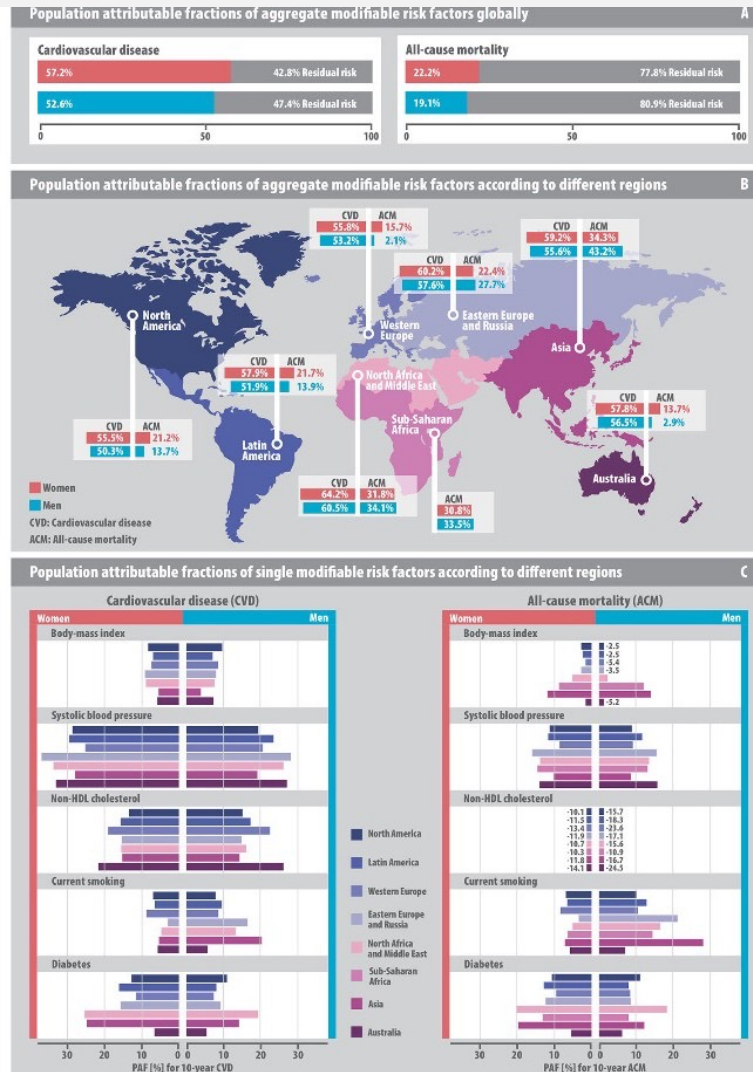 Population attributable fractions of aggregate modifiable risk factors globally A
Cardiovascular disease
57.2% 42.8% Residual risk
52.6% 47.4% Residual risk
0 50 100
All-cause mortality
22.2% 77.8% Residual risk
19.1% 80.9% Residual risk
0 50 100
Population attributable fractions of aggregate modifiable risk factors according to different regions B
CVD ACM
55.8% 15.7%
53.2% 2.1%
CVD ACM
59.2% 34.3%
55.6% 43.2%
CVD ACM
60.2% 22.4%
57.6% 27.7%
North
America
Western
Europe
Eastern Europe
and Russia
Asia
CVD ACM
57.9% 21.7%
51.9% 13.9%
North Africa
and Middle East
Sub-Saharan
Africa
CVD ACM
57.8% 13.7%
56.5% 2.9%
CVD ACM
55.5% 21.2%
50.3% 13.7%
Latin
America
Australia
CVD ACM
64.2% 31.8%
60.5% 34.1%
ACM
30.8%
33.5%
Women
Men
CVD: Cardiovascular disease
ACM: All-cause mortality
Population attributable fractions of single modifiable risk factors according to different regions C
Cardiovascular disease (CVD)
Women Men
Body-mass index
Systolic blood pressure
Non-HDL cholesterol
Current smoking
Diabetes
30 20 10 0 0 10 20 30
PAF [%] for 10-year CVD
North America
Latin America
Western Europe
Eastern Europe
and Russia
North Africa
and Middle East
Sub-Saharan
Africa
Asia
Australia
All-cause mortality (ACM)
Women Men
Body-mass index
-2.5
-2.5
-5.4
-3.5
-5.2
Systolic blood pressure
Non-HDL cholesterol
-10.1 -15.7
-11.5 -18.3
-13.4 -23.6
-11.9 -17.1
-10.7 -15.6
-10.3 -10.9
-11.8 -16.7
-14.1 -24.5
Current smoking
Diabetes
30 20 10 0 0 10 20 30
PAF [%] for 10-year ACM